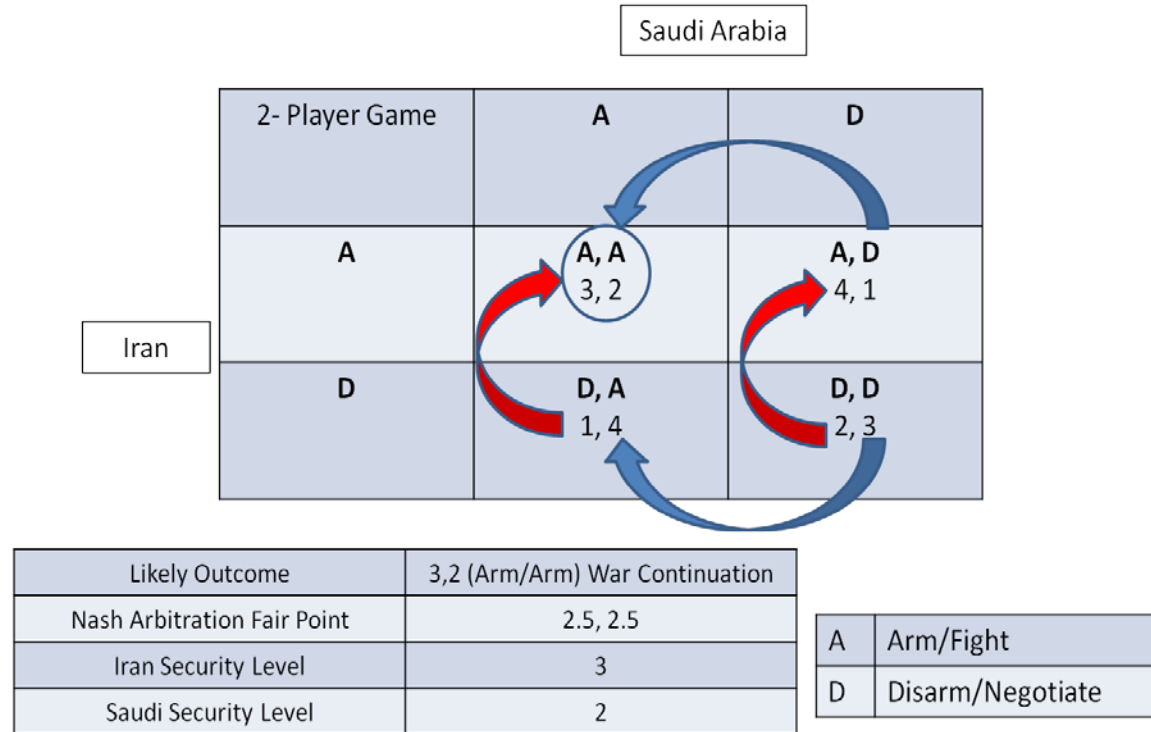 Saudi Arabia
2- Player Game
A
D
A
A, A
3, 2
A, D
4, 1
Iran
D
D, A
1, 4
D, D
2, 3
Likely Outcome
3,2 (Arm/Arm) War Continuation
Nash Arbitration Fair Point
2.5, 2.5
Iran Security Level
3
Saudi Security Level
2
A
Arm/Fight
D
Disarm/Negotiate